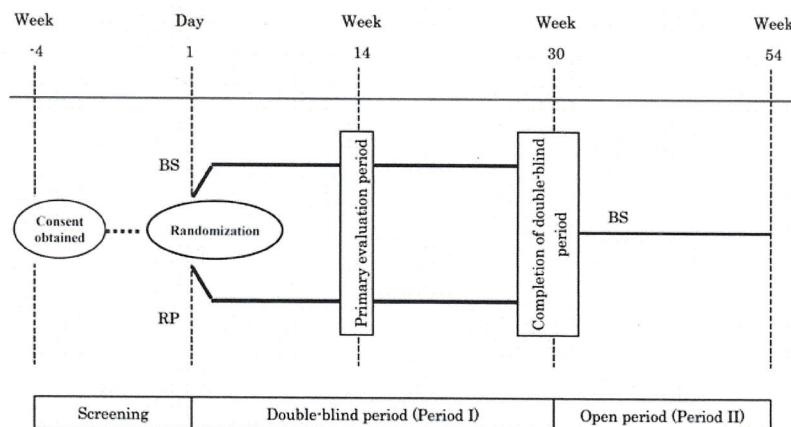 Week Day Week Week Week
-4 1 14 30 54
BS
Consent
obtained
Randomization
Primary evaluation period
Completion of double-blind
period
BS
RP
Screening Double-blind period (Period I) Open period (Period II)